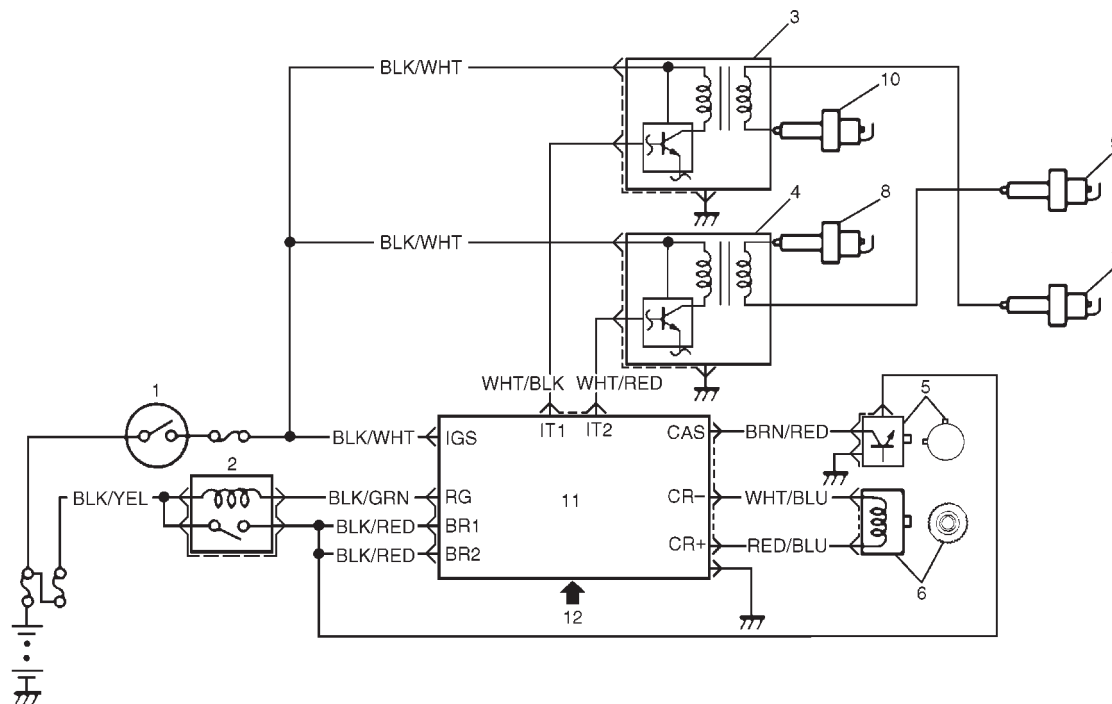 3
BLK/WHT
10
4
8
BLK/WHT
WHT/BLK WHT/RED
1
IT1 IT2
5
BLK/WHT
IGS
CAS
BRN/RED
2
BLK/YEL
BLK/GRN
RG
11
CR−
WHT/BLU
BLK/RED
BR1
BLK/RED
BR2
CR+
RED/BLU
6
12